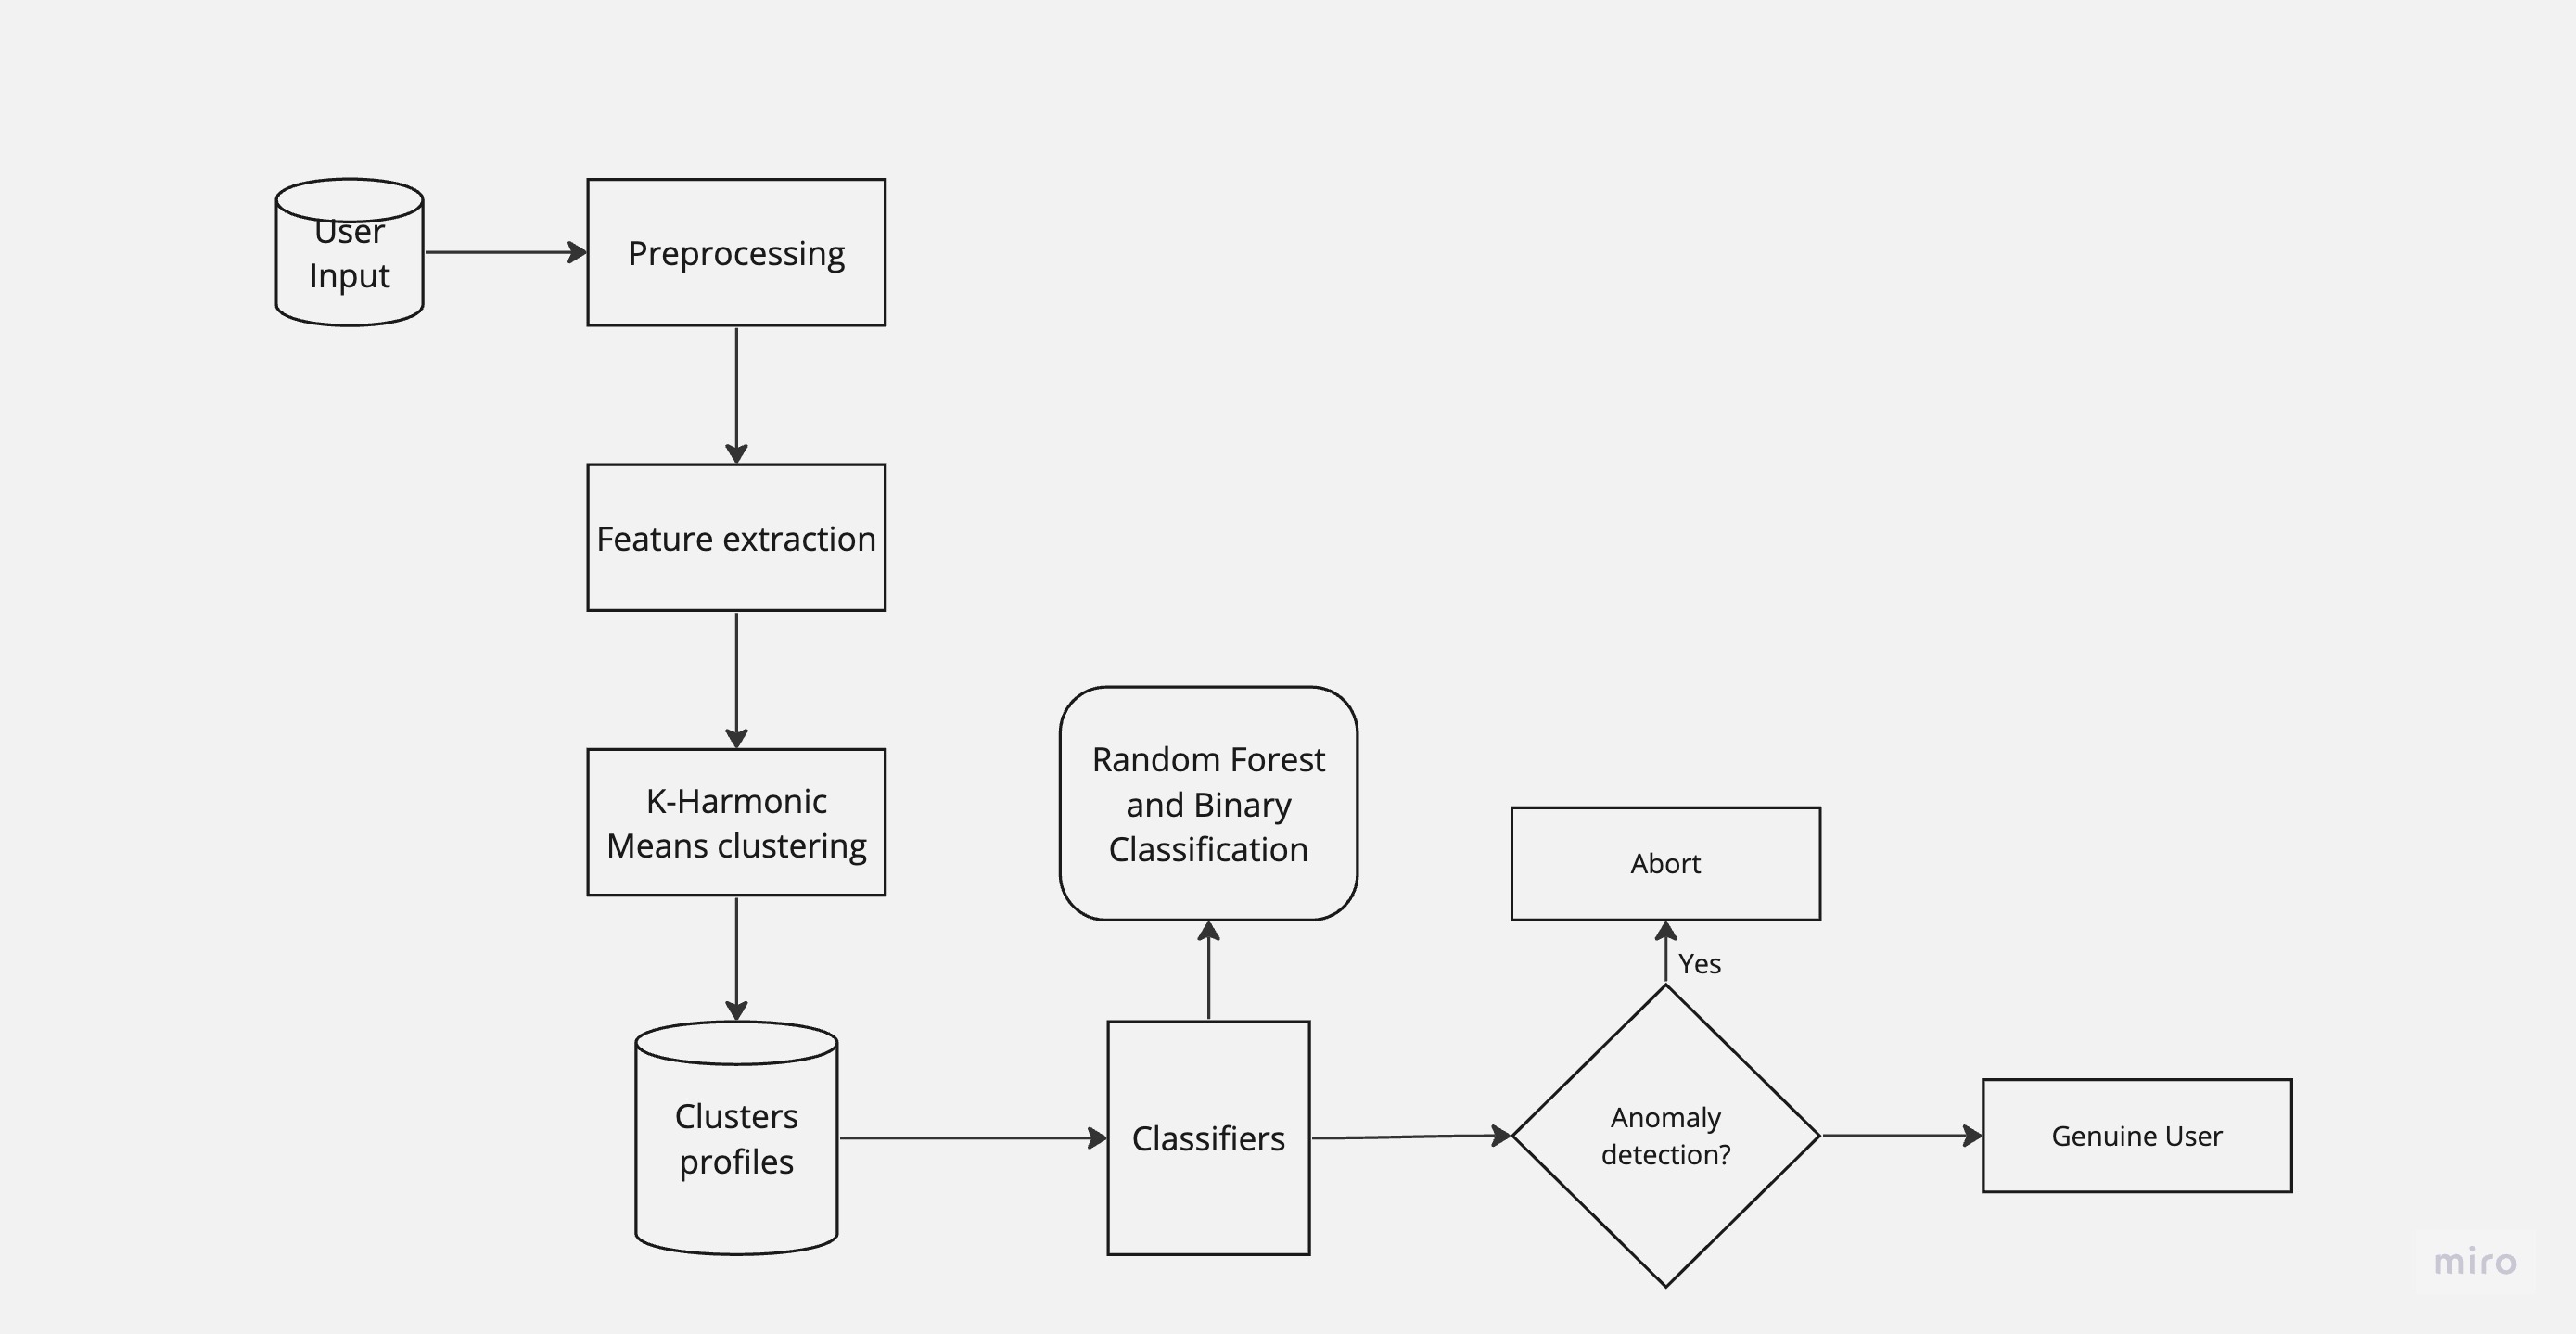 User
Input
Preprocessing
Feature extraction
K-Harmonic
Means clustering
Clusters
profiles
Random Forest
and Binary
Classification
Classifiers
Abort
Yes
Anomaly
detection?
Genuine User
miro